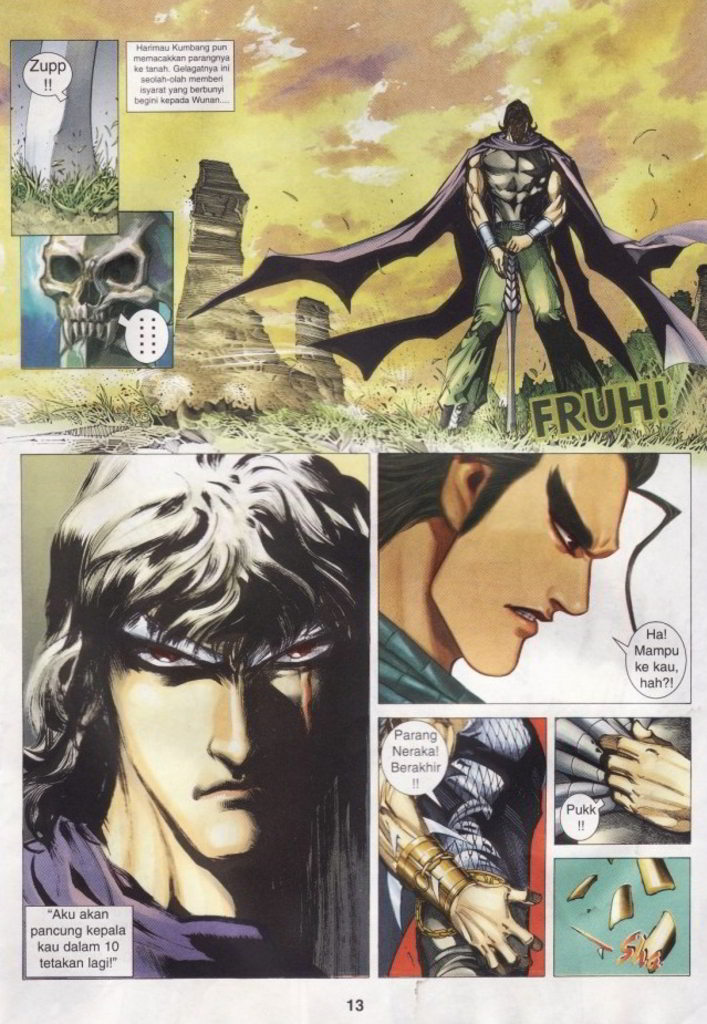 Zupp
!!
Harimau Kumbang pun
memacakkan parangnya
ke tanah. Gelagatnya ini
seolah-olah memberi
isyarat yang berbunyi
begini kepada Wunan....
FRUH!
"Aku akan
pancung kepala
kau dalam 10
tetakan lagi!"
Ha!
Mampu
ke kau,
hah?!
Parang
Neraka!
Berakhir
!!
Pukk
!!
13